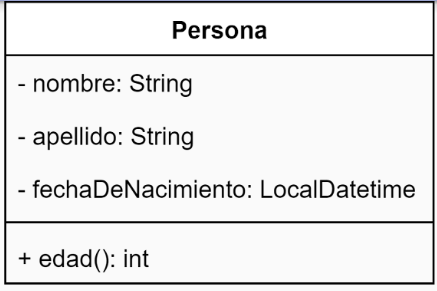 Persona
- nombre: String
- apellido: String
- fechaDeNacimiento: LocalDatetime
+ edad(): int